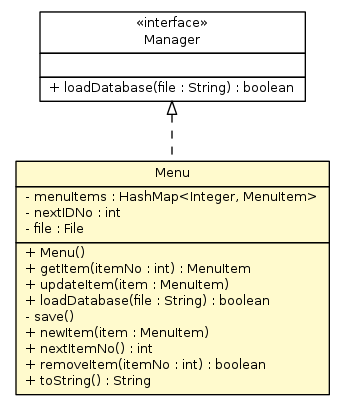 «interface»
Manager
+ loadDatabase(file : String) : boolean
Menu
- menuItems : HashMap<Integer, MenuItem>
- nextIDNo : int
- file : File
+ Menu()
+ getItem(itemNo : int) : MenuItem
+ updateItem(item : MenuItem)
+ loadDatabase(file : String) : boolean
- save()
+ newItem(item : MenuItem)
+ nextItemNo() : int
+ removeItem(itemNo : int) : boolean
+ toString() : String